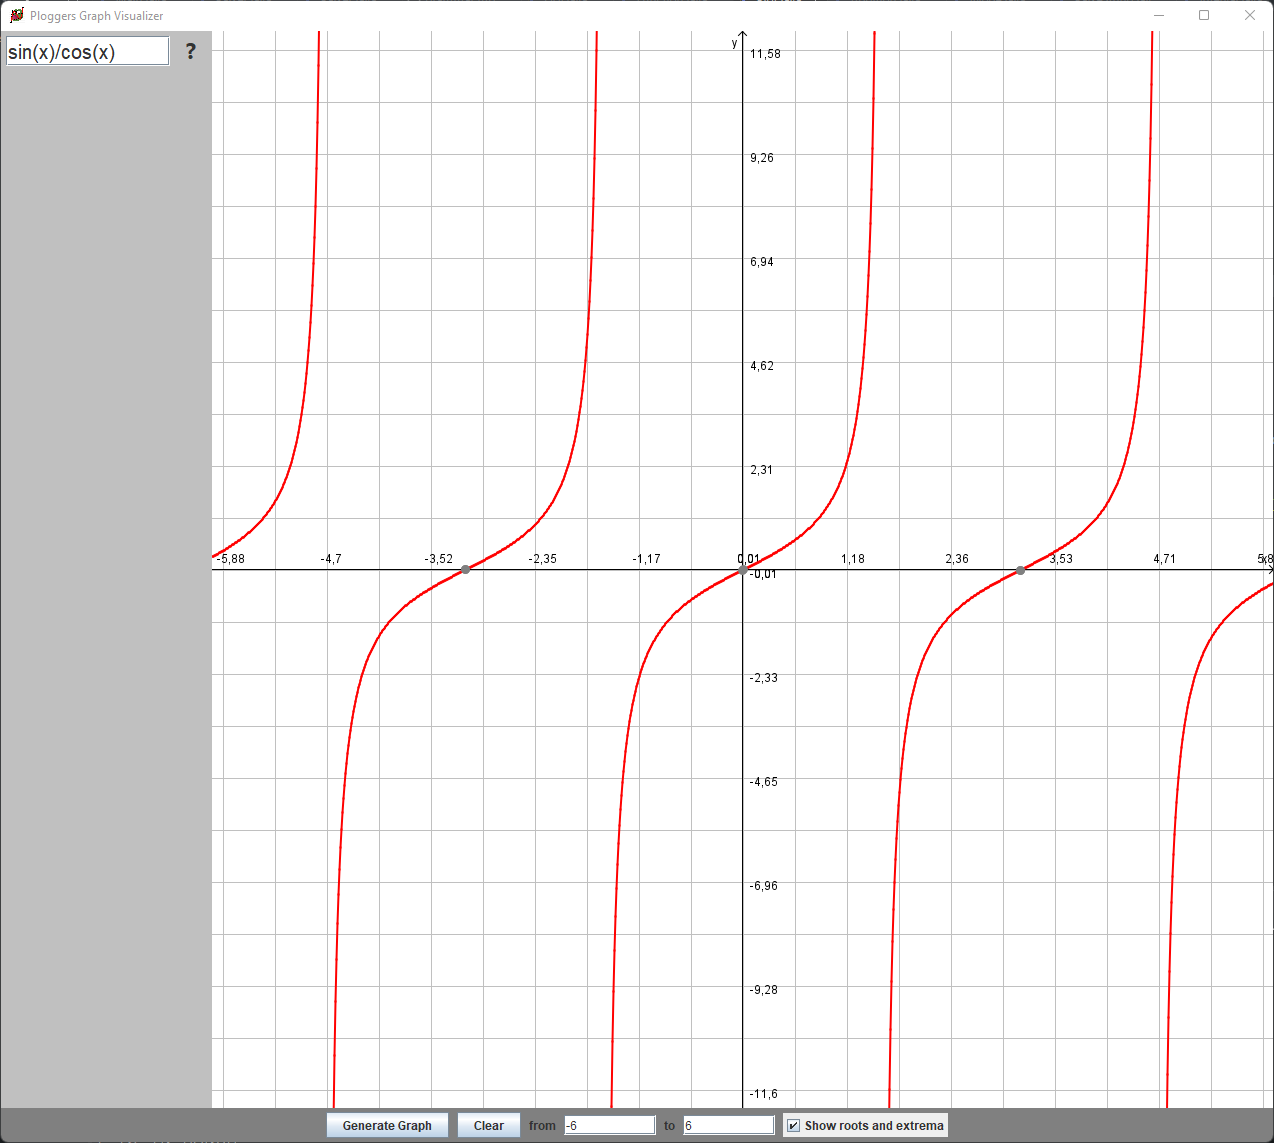 Ploggers Graph Visualizer
sin(x)/cos(x) ?
y
11,58
9,26
6,94
4,62
2,31
-5,88 -4,7 -3,52 -2,35 -1,17 0,01 1,18 2,36 3,53 4,71 5,8 x
-0,01
-2,33
-4,65
-6,96
-9,28
-11,6
Generate Graph Clear from -6 to 6 Show roots and extrema